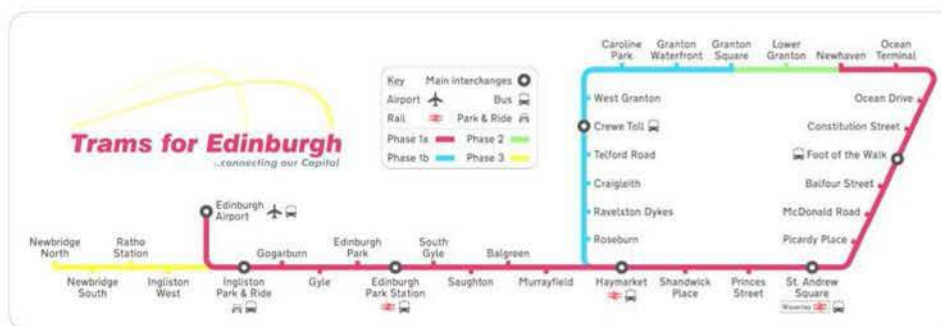 Trams for Edinburgh
...connecting our Capital
Key Main interchanges
Airport Bus
Rail Park & Ride
Phase 1a Phase 2
Phase 1b Phase 3
Caroline
Park
Granton
Waterfront
Granton
Square
Lower
Granton
Newhaven
Ocean
Terminal
West Granton
Crewe Toll
Telford Road
Craigleith
Ravelston Dykes
Roseburn
Ocean Drive
Constitution Street
Foot of the Walk
Balfour Street
McDonald Road
Picardy Place
Edinburgh
Airport
Newbridge
North
Ratho
Station
Gogarburn
Edinburgh
Park
South
Gyle
Balgreen
Newbridge
South
Ingliston
West
Ingliston
Park & Ride
Gyle
Edinburgh
Park Station
Saughton
Murrayfield
Haymarket
Shandwick
Place
Princes
Street
St. Andrew
Square
Waverley